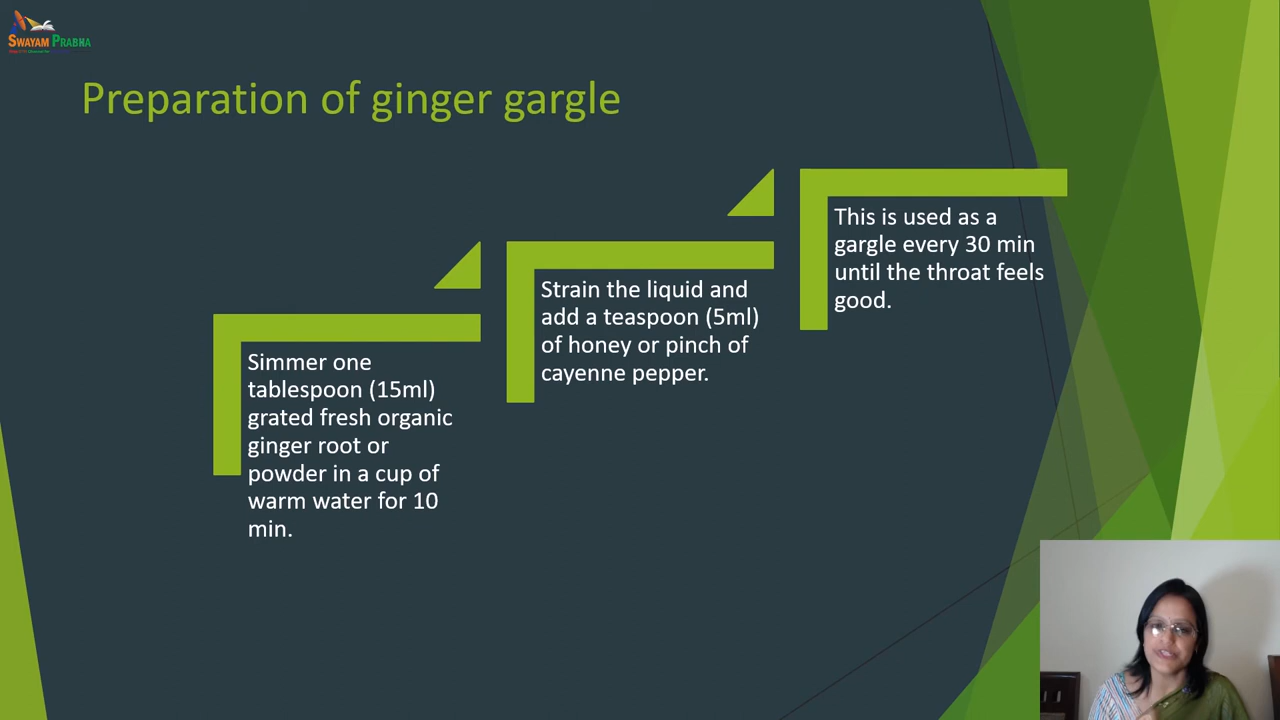 SWAYAM PRABHA
Preparation of ginger gargle
Simmer one
tablespoon (15ml)
grated fresh organic
ginger root or
powder in a cup of
warm water for 10
min.
Strain the liquid and
add a teaspoon (5ml)
of honey or pinch of
cayenne pepper.
This is used as a
gargle every 30 min
until the throat feels
good.